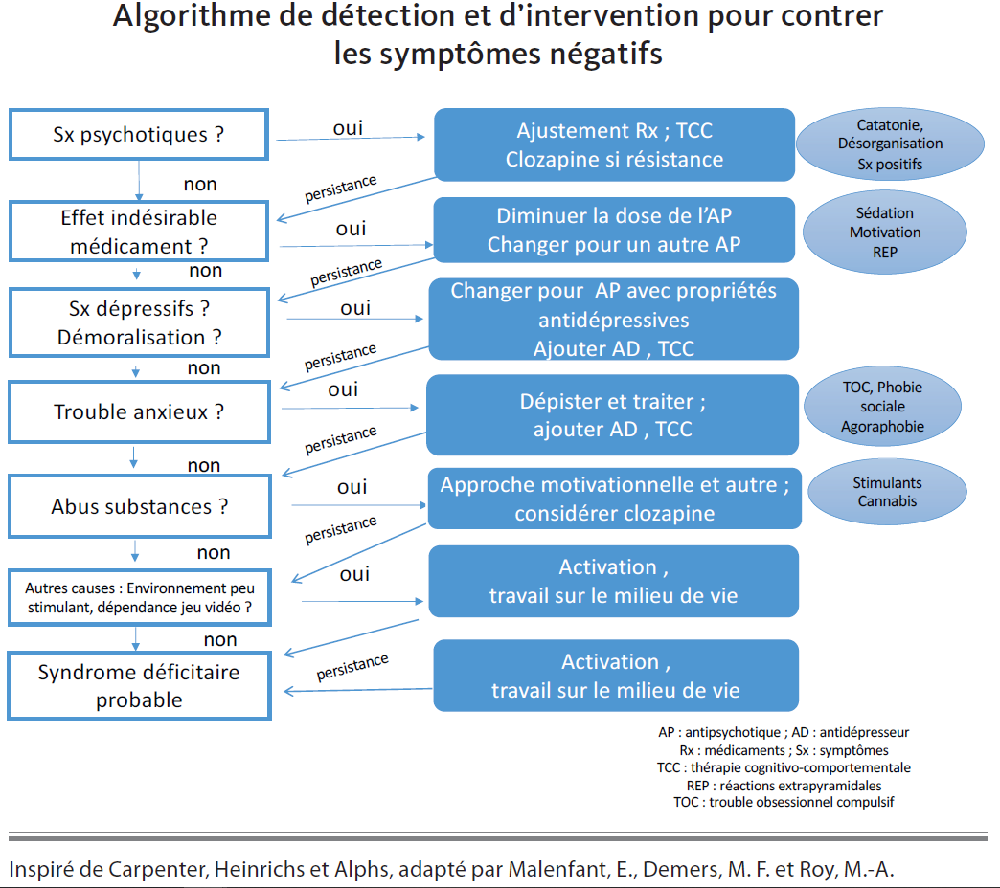 Algorithme de détection et d’intervention pour contrer
les symptômes négatifs
Sx psychotiques ?
oui
Ajustement Rx ; TCC
Clozapine si résistance
Catatonie,
Désorganisation
Sx positifs
non
persistance
Effet indésirable
médicament ?
oui
Diminuer la dose de l’AP
Changer pour un autre AP
Sédation
Motivation
REP
non
persistance
Sx dépressifs ?
Démoralisation ?
oui
Changer pour AP avec propriétés
antidépressives
Ajouter AD , TCC
non
persistance
Trouble anxieux ?
oui
Dépister et traiter ;
ajouter AD , TCC
TOC, Phobie
sociale
Agoraphobie
non
persistance
Abus substances ?
oui
Approche motivationnelle et autre ;
considérer clozapine
Stimulants
Cannabis
non
persistance
Autres causes : Environnement peu
stimulant, dépendance jeu vidéo ?
oui
Activation ,
travail sur le milieu de vie
non
persistance
Syndrome déficitaire
probable
Activation ,
travail sur le milieu de vie
AP : antipsychotique ; AD : antidépresseur
Rx : médicaments ; Sx : symptômes
TCC : thérapie cognitivo-comportementale
REP : réactions extrapyramidales
TOC : trouble obsessionnel compulsif
Inspiré de Carpenter, Heinrichs et Alphs, adapté par Malenfant, E., Demers, M. F. et Roy, M.-A.